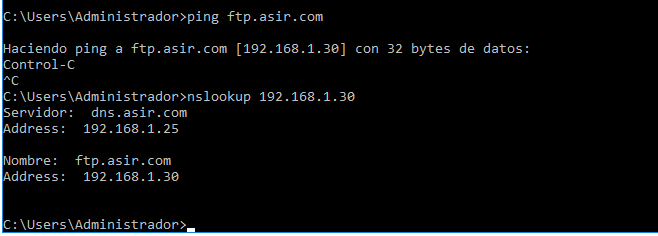 C:\Users\Administrador>ping ftp.asir.com
Haciendo ping a ftp.asir.com [192.168.1.30] con 32 bytes de datos:
Control-C
^C
C:\Users\Administrador>nslookup 192.168.1.30
Servidor:  dns.asir.com
Address:  192.168.1.25
Nombre:  ftp.asir.com
Address:  192.168.1.30
C:\Users\Administrador>